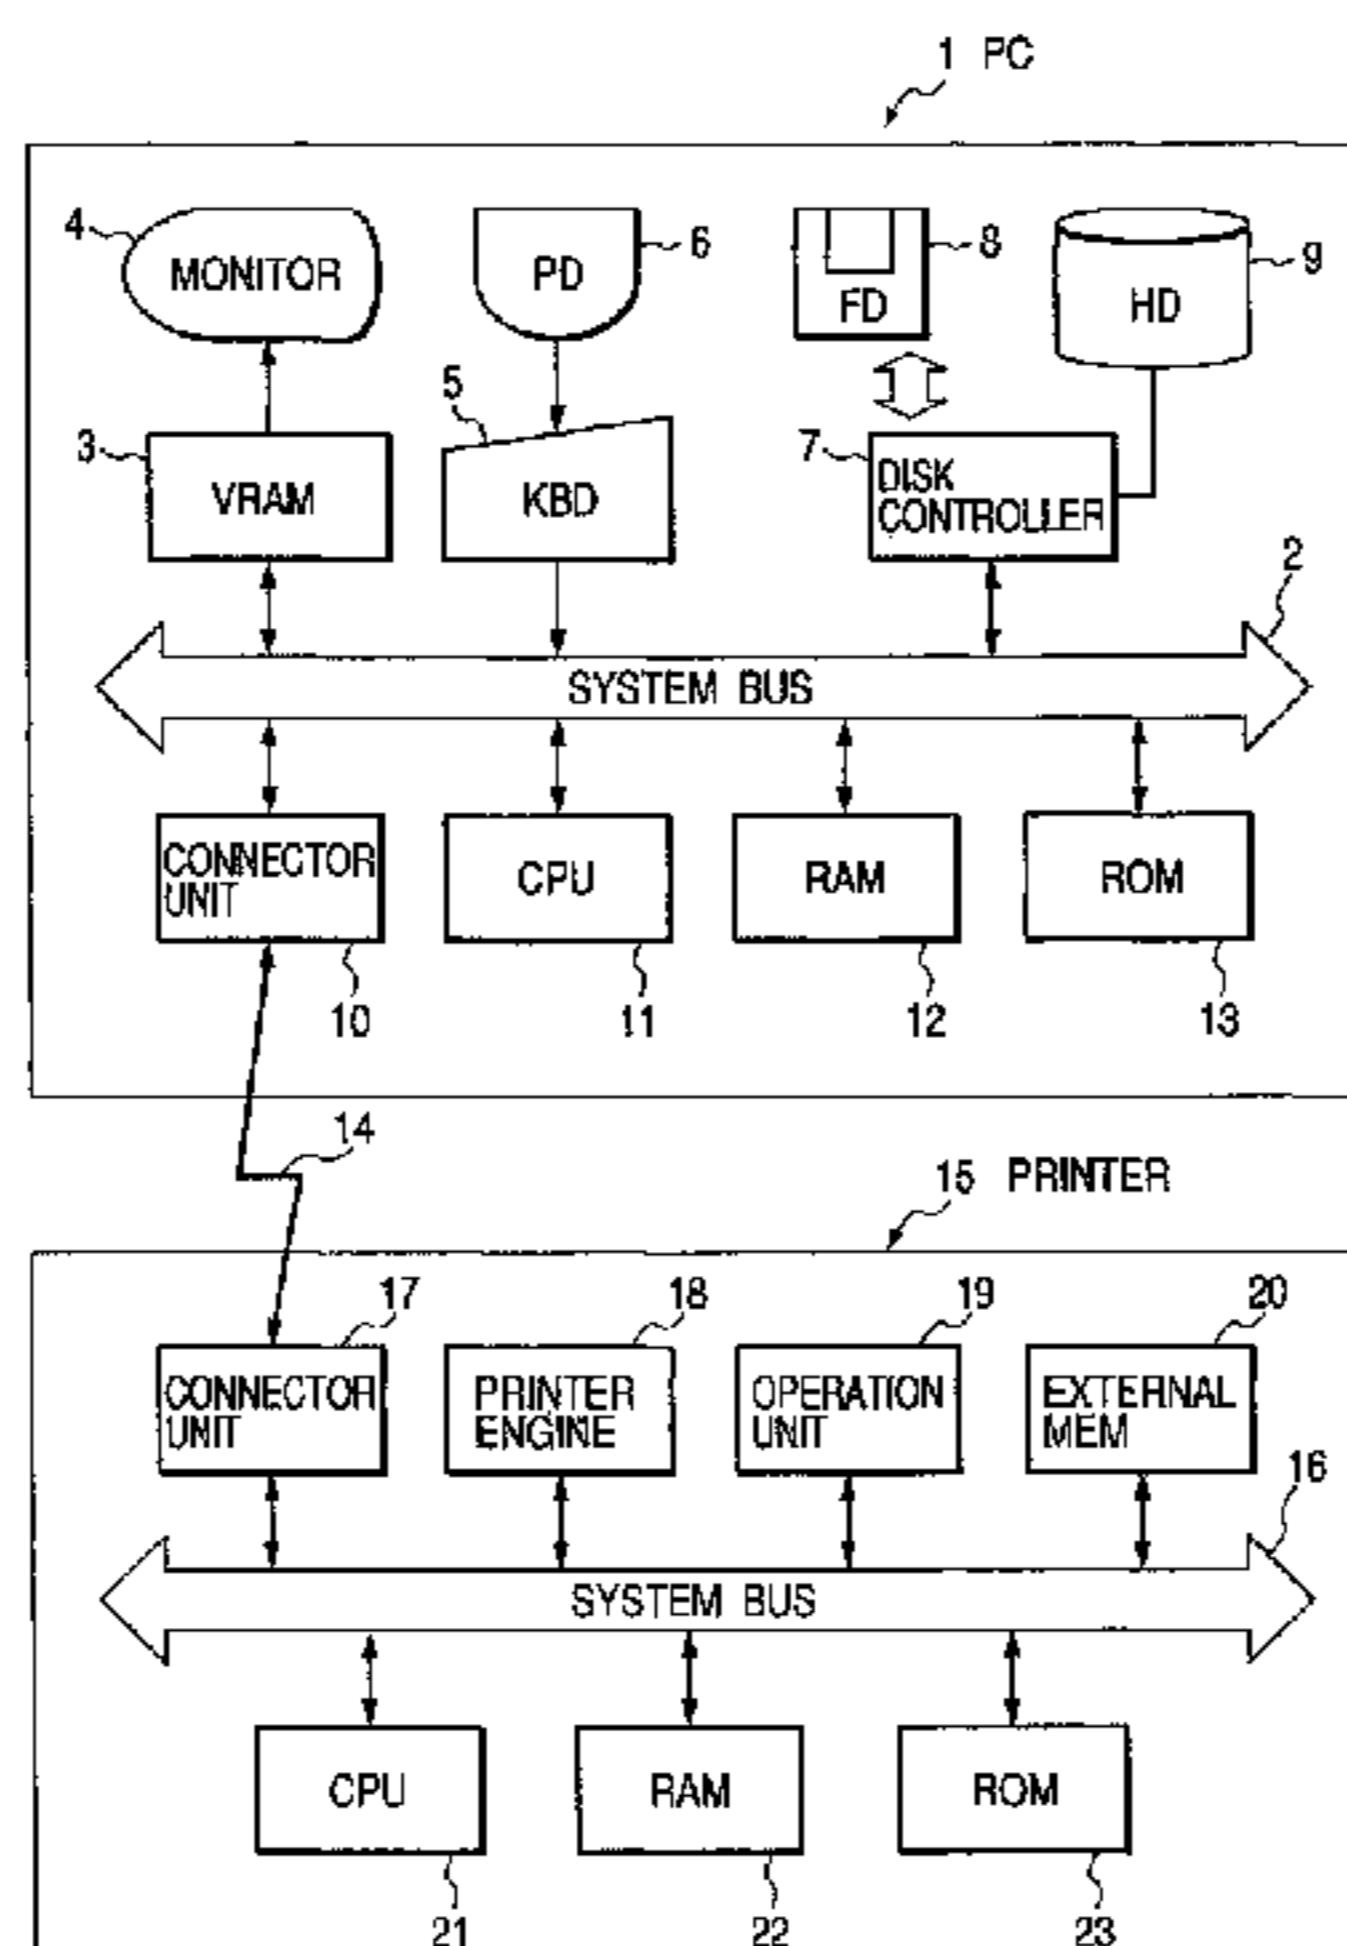 1 PC
4
MONITOR
PD
6
FD
8
HD
9
3
VRAM
5
KBD
7
DISK
CONTROLLER
2
SYSTEM BUS
CONNECTOR
UNIT
CPU
RAM
ROM
10
11
12
13
14
15 PRINTER
17
18
19
20
CONNECTOR
UNIT
PRINTER
ENGINE
OPERATION
UNIT
EXTERNAL
MEM
16
SYSTEM BUS
CPU
RAM
ROM
21
22
23